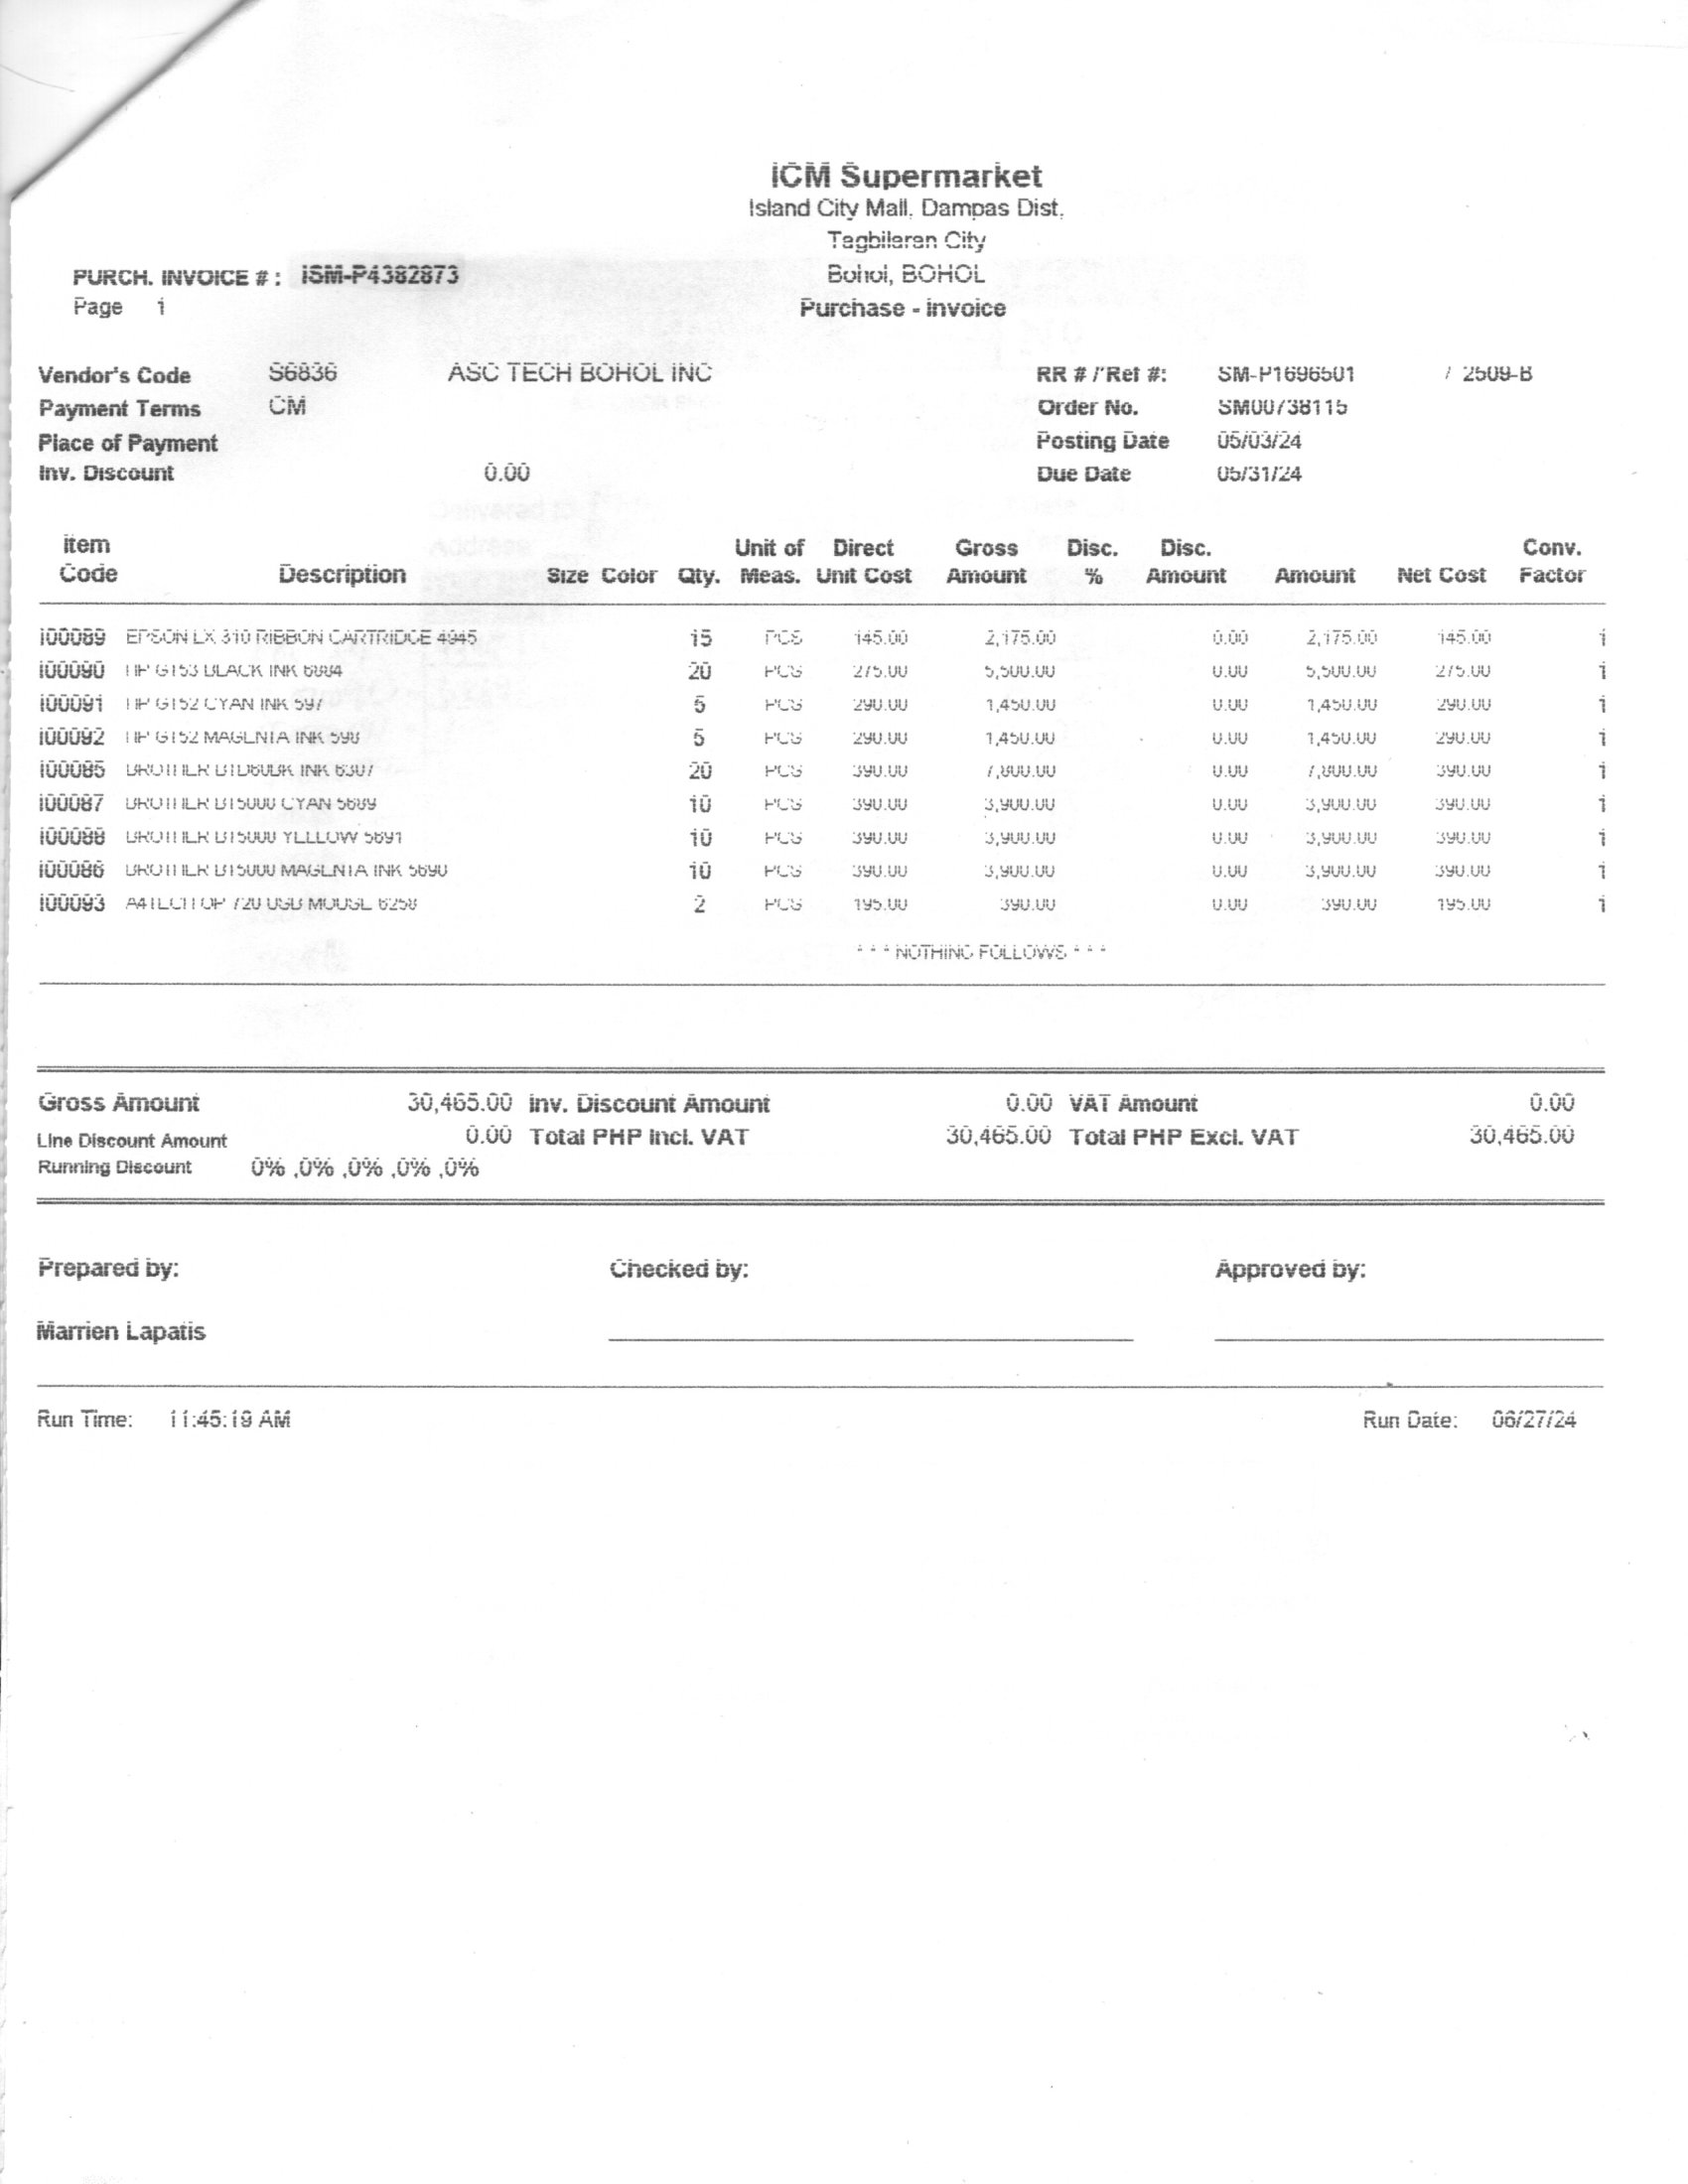 ICM Supermarket
Island City Mall, Dampas Dist.
Tagbilaran City
Bohol, BOHOL
PURCH. INVOICE # : ISM-P4382873
Page 1
Purchase - Invoice
Vendor's Code S6836 ASC TECH BOHOL INC RR # /'Ref #: SM-P1696501 / 2509-B
Payment Terms CM Order No. SM00738115
Place of Payment Posting Date 05/03/24
Inv. Discount 0.00 Due Date 05/31/24
Item Unit of Direct Gross Disc. Disc. Conv.
Code Description Size Color Qty. Meas. Unit Cost Amount % Amount Amount Net Cost Factor
100089 EPSON LX 310 RIBBON CARTRIDGE 4945 15 PCS 145.00 2,175.00 0.00 2,175.00 145.00 1
100090 HP BLACK INK 20 PCS 275.00 5,500.00 0.00 5,500.00 275.00 1
100091 HP CYAN INK 597 5 PCS 290.00 1,450.00 0.00 1,450.00 290.00 1
100092 HP MAGENTA INK 598 5 PCS 290.00 1,450.00 0.00 1,450.00 290.00 1
100085 BROTHER BTD60BK INK 6307 20 PCS 390.00 7,800.00 0.00 7,800.00 390.00 1
100087 BROTHER BT5000 CYAN 5689 10 PCS 390.00 3,900.00 0.00 3,900.00 390.00 1
100088 BROTHER BT5000 YELLOW 5691 10 PCS 390.00 3,900.00 0.00 3,900.00 390.00 1
100086 BROTHER BT5000 MAGENTA INK 5690 10 PCS 390.00 3,900.00 0.00 3,900.00 390.00 1
100093 A4TECH OP 720 USB MOUSE 6258 2 PCS 195.00 390.00 0.00 390.00 195.00 1
* * * NOTHING FOLLOWS * * *
Gross Amount 30,465.00 Inv. Discount Amount 0.00 VAT Amount 0.00
Line Discount Amount 0.00 Total PHP Incl. VAT 30,465.00 Total PHP Excl. VAT 30,465.00
Running Discount 0% ,0% ,0% ,0% ,0%
Prepared by: Checked by: Approved by:
Marrien Lapatis
Run Time: 11:45:19 AM Run Date: 06/27/24